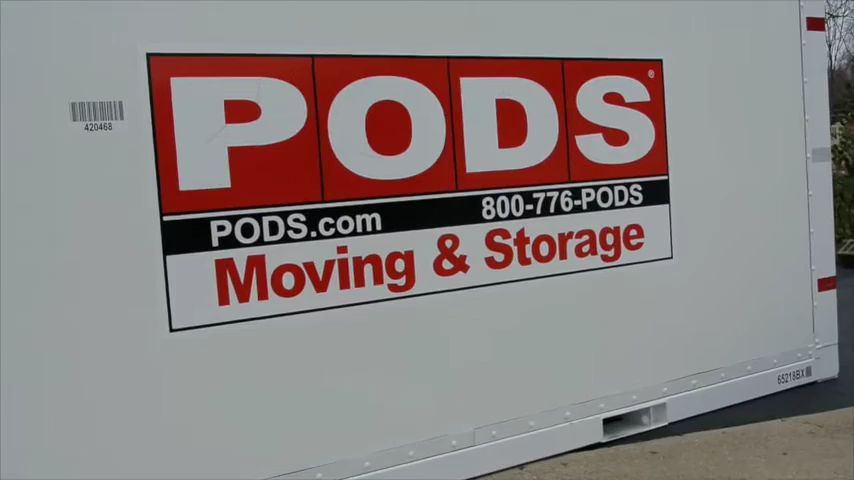 420468
PODS®
PODS.com 800-776-PODS
Moving & Storage
65218BX